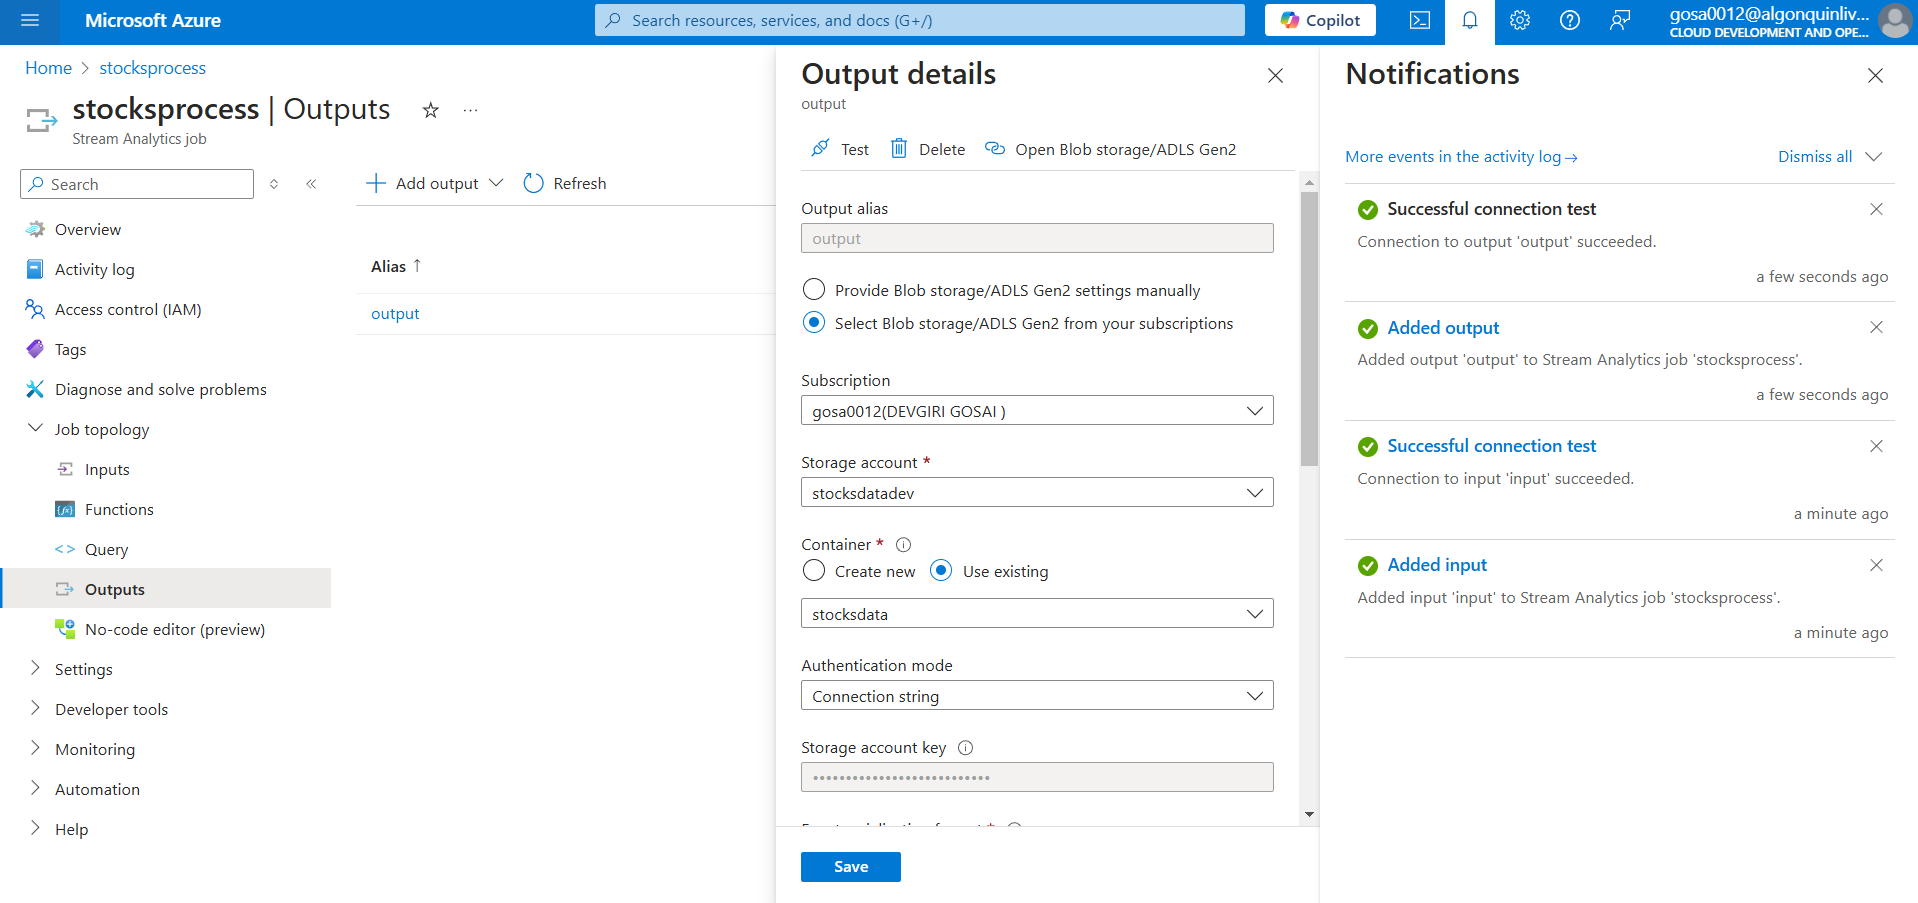 Microsoft Azure
Search resources, services, and docs (G+/)
Copilot
gosa0012@algonquinliv...
CLOUD DEVELOPMENT AND OPE...
Home > stocksprocess
stocksprocess | Outputs
...
Stream Analytics job
Search
Overview
Activity log
Access control (IAM)
Tags
Diagnose and solve problems
Job topology
Inputs
Functions
Query
Outputs
No-code editor (preview)
Settings
Developer tools
Monitoring
Automation
Help
Add output
Refresh
Alias ↑
output
Output details
output
Test
Delete
Open Blob storage/ADLS Gen2
Output alias
output
Provide Blob storage/ADLS Gen2 settings manually
Select Blob storage/ADLS Gen2 from your subscriptions
Subscription
gosa0012(DEVGIRI GOSAI )
Storage account *
stocksdatadev
Container *
Create new
Use existing
stocksdata
Authentication mode
Connection string
Storage account key
•••••••••••••••••••••••••••
Save
Notifications
More events in the activity log →
Dismiss all
Successful connection test
Connection to output 'output' succeeded.
a few seconds ago
Added output
Added output 'output' to Stream Analytics job 'stocksprocess'.
a few seconds ago
Successful connection test
Connection to input 'input' succeeded.
a minute ago
Added input
Added input 'input' to Stream Analytics job 'stocksprocess'.
a minute ago